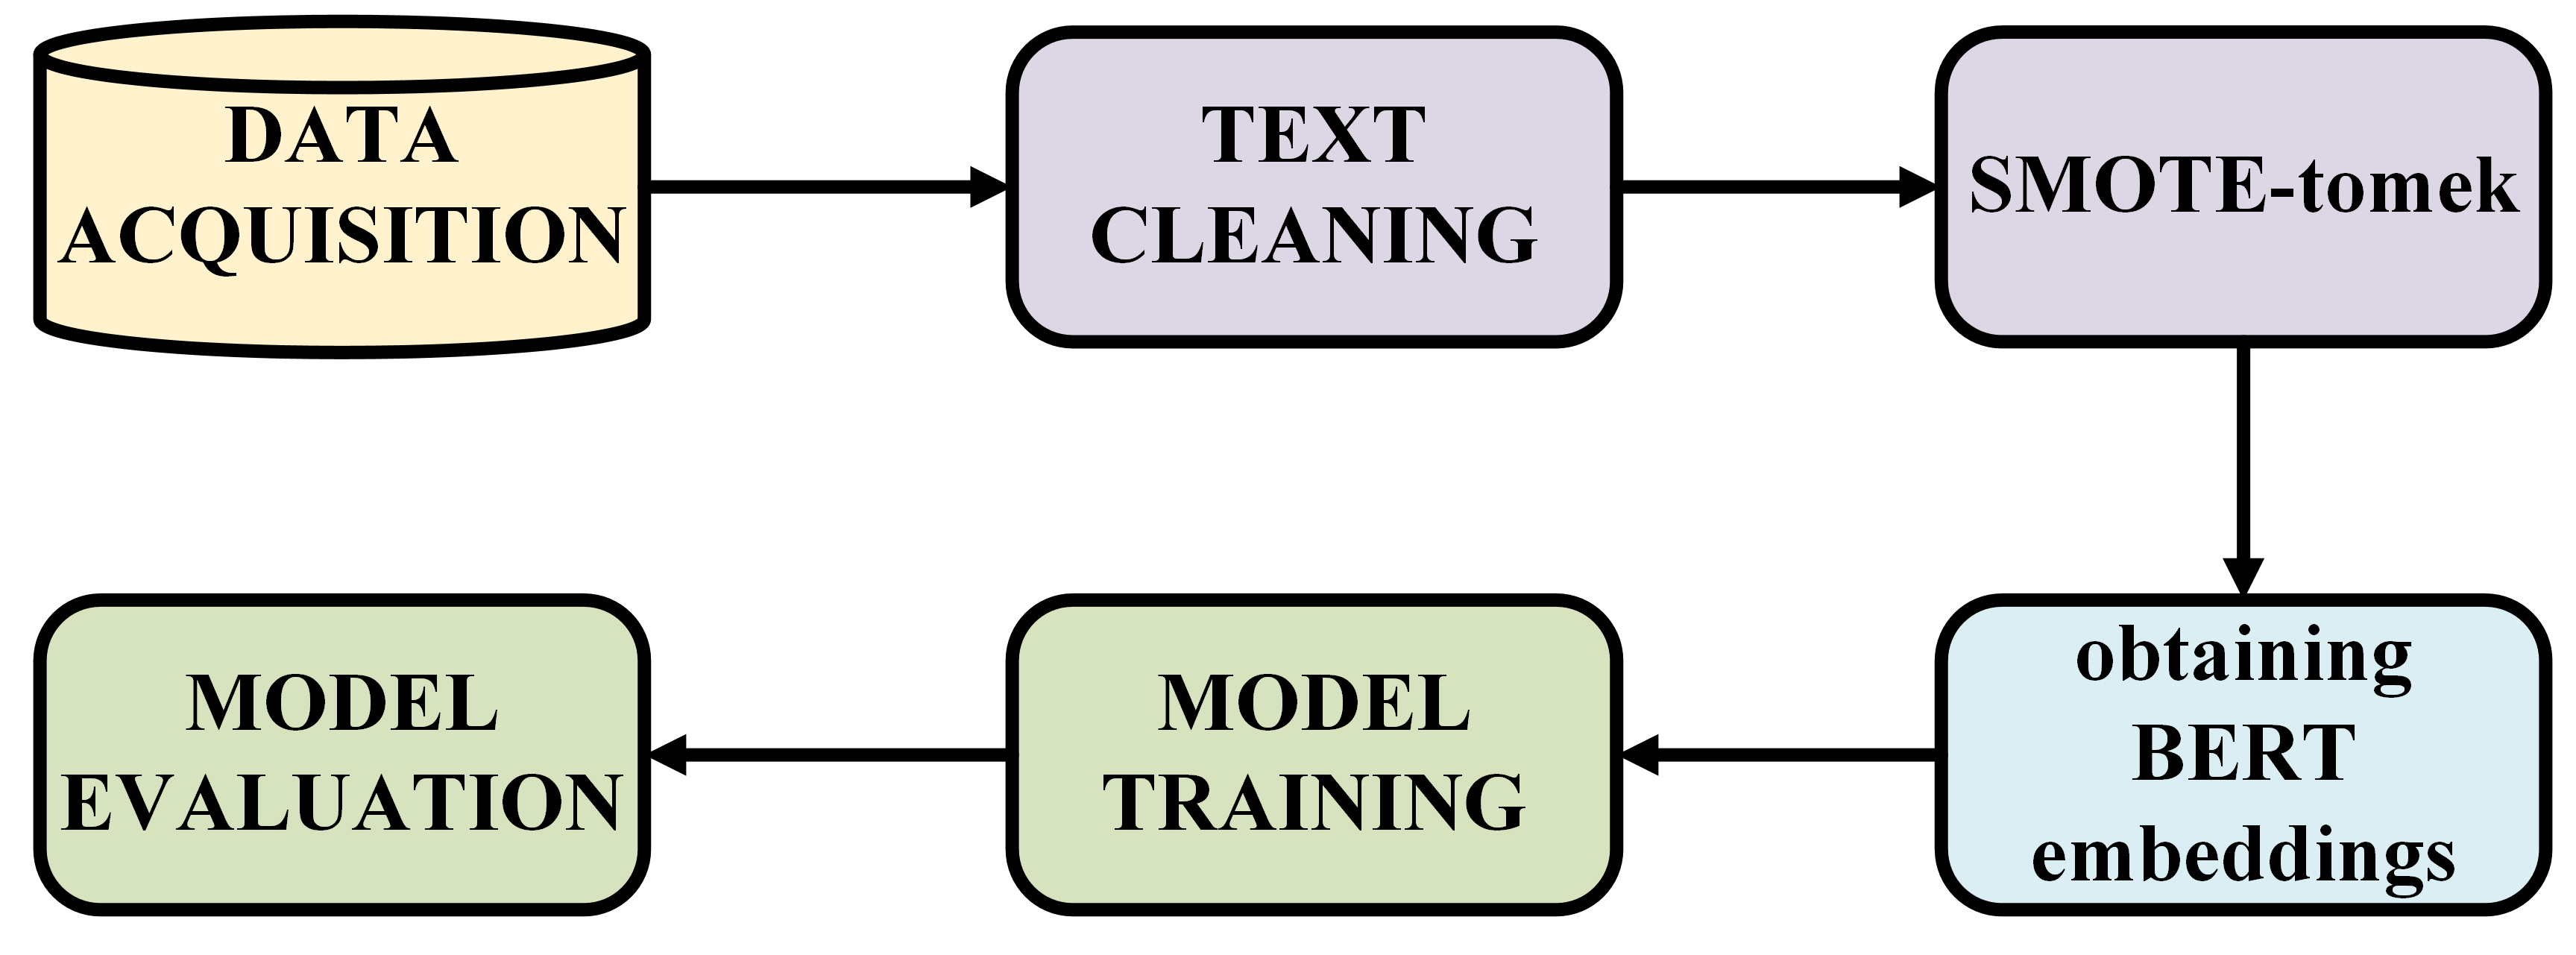 DATA
ACQUISITION
TEXT
CLEANING
SMOTE-tomek
obtaining
BERT
embeddings
MODEL
TRAINING
MODEL
EVALUATION